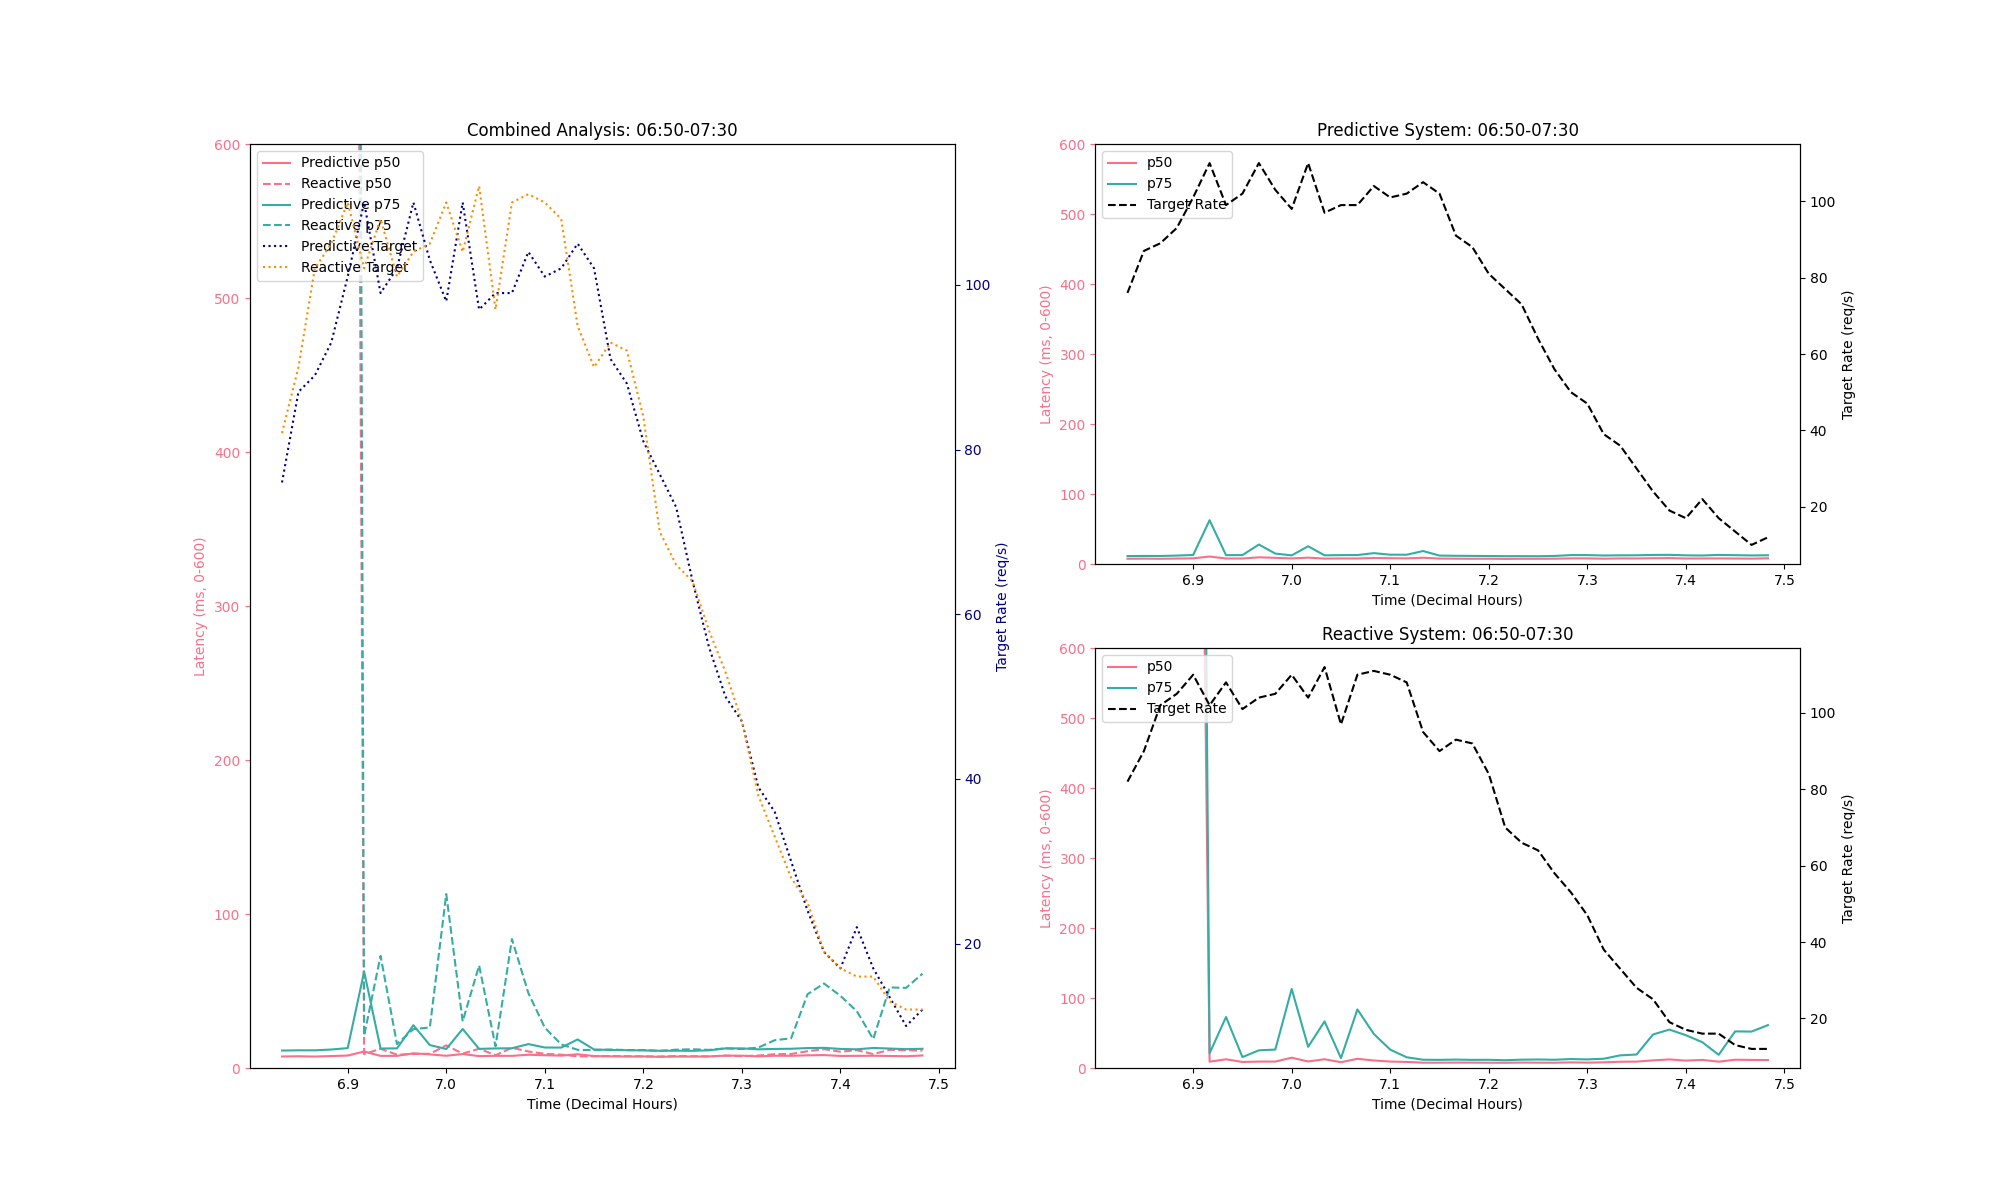 Combined Analysis: 06:50-07:30
Predictive p50
Reactive p50
Predictive p75
Reactive p75
Predictive Target
Reactive Target
600
500
400
300
200
100
0
Latency (ms, 0-600)
100
80
60
40
20
Target Rate (req/s)
6.9 7.0 7.1 7.2 7.3 7.4 7.5
Time (Decimal Hours)
Predictive System: 06:50-07:30
p50
p75
Target Rate
600
500
400
300
200
100
0
Latency (ms, 0-600)
100
80
60
40
20
Target Rate (req/s)
6.9 7.0 7.1 7.2 7.3 7.4 7.5
Time (Decimal Hours)
Reactive System: 06:50-07:30
p50
p75
Target Rate
600
500
400
300
200
100
0
Latency (ms, 0-600)
100
80
60
40
20
Target Rate (req/s)
6.9 7.0 7.1 7.2 7.3 7.4 7.5
Time (Decimal Hours)